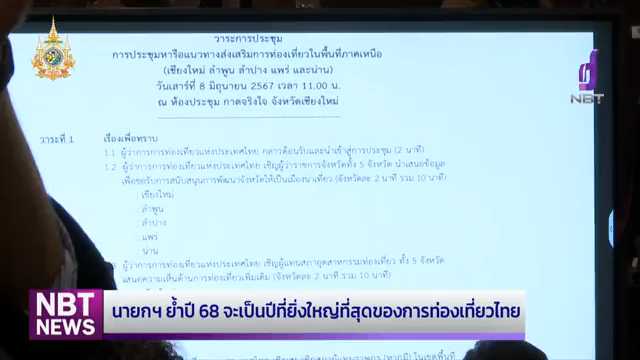 วาระการประชุม
การประชุมหารือแนวทางส่งเสริมการท่องเที่ยวในพื้นที่ภาคเหนือ
(เชียงใหม่ ลำพูน ลำปาง แพร่ และน่าน)
วันเสาร์ที่ 8 มิถุนายน 2567 เวลา 11.00 น.
ณ ห้องประชุม กาดจริงใจ จังหวัดเชียงใหม่
NBT
วาระที่ 1 เรื่องเพื่อทราบ
1.1 ผู้ว่าการการท่องเที่ยวแห่งประเทศไทย กล่าวต้อนรับและนำเข้าสู่การประชุม (2 นาที)
1.2 ผู้ว่าการการท่องเที่ยวแห่งประเทศไทย เชิญผู้ว่าราชการจังหวัดทั้ง 5 จังหวัด นำเสนอข้อมูล
เพื่อขอรับการสนับสนุนการพัฒนาจังหวัดให้เป็นเมืองน่าเที่ยว (จังหวัดละ 2 นาที รวม 10 นาที)
: เชียงใหม่
: ลำพูน
: ลำปาง
: แพร่
น่าน
3 ผู้ว่าการการท่องเที่ยวแห่งประเทศไทย เชิญผู้แทนสภาอุตสาหกรรมท่องเที่ยว ทั้ง 5 จังหวัด
เสนอความเห็นด้านการท่องเที่ยวเพิ่มเติม (จังหวัดละ 2 นาที รวม 10 นาที)
NBT NEWS
นายกฯ ย้ำปี 68 จะเป็นปีที่ยิ่งใหญ่ที่สุดของการท่องเที่ยวไทย